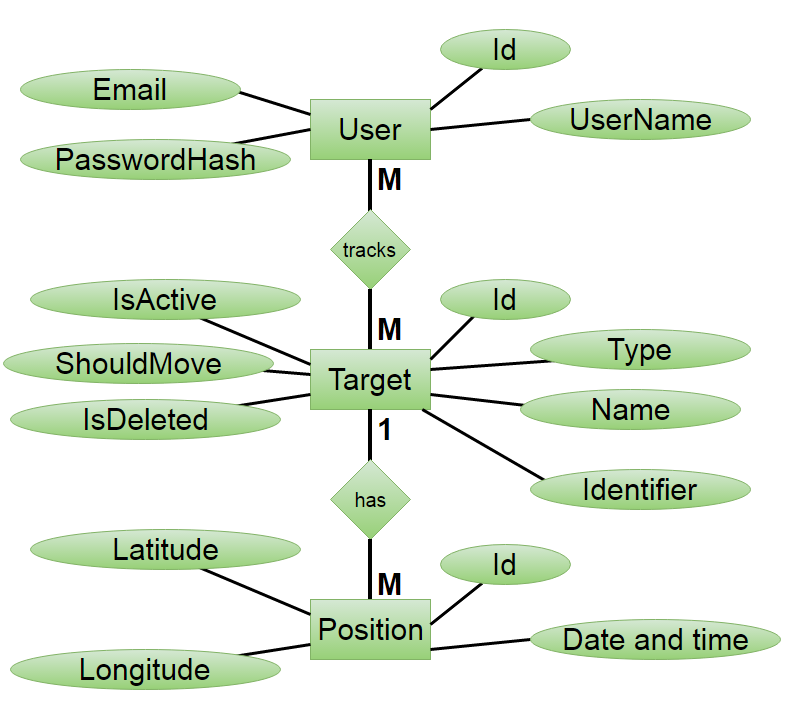 Id
Email
User
UserName
PasswordHash
M
tracks
IsActive
Id
M
ShouldMove
Type
Target
IsDeleted
Name
1
Identifier
has
Latitude
Id
M
Position
Date and time
Longitude